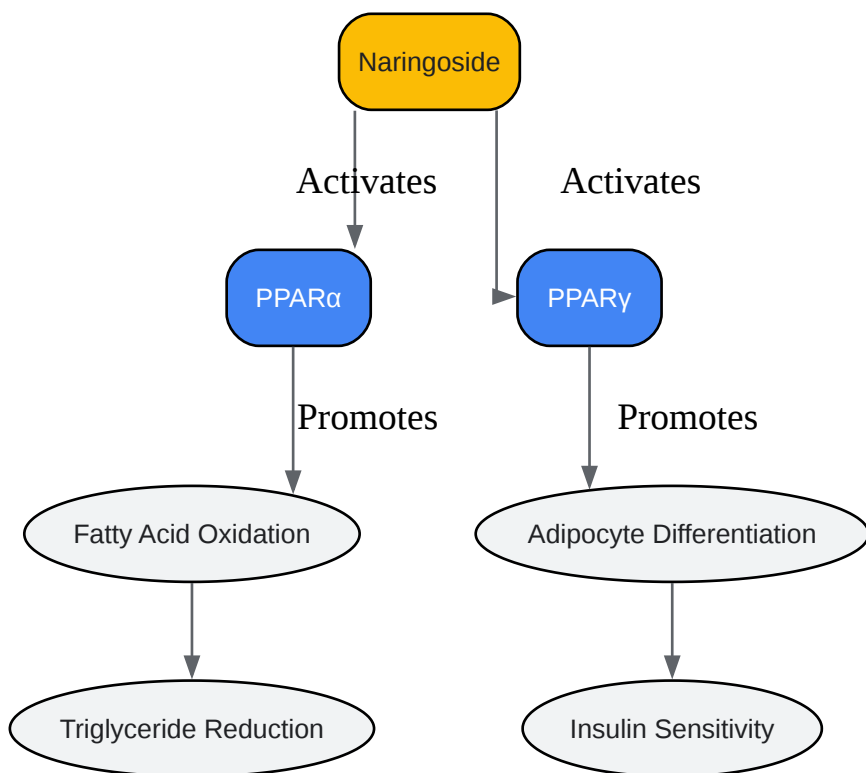 Naringoside
Activates
Activates
PPARα
PPARγ
Promotes
Promotes
Fatty Acid Oxidation
Adipocyte Differentiation
Triglyceride Reduction
Insulin Sensitivity